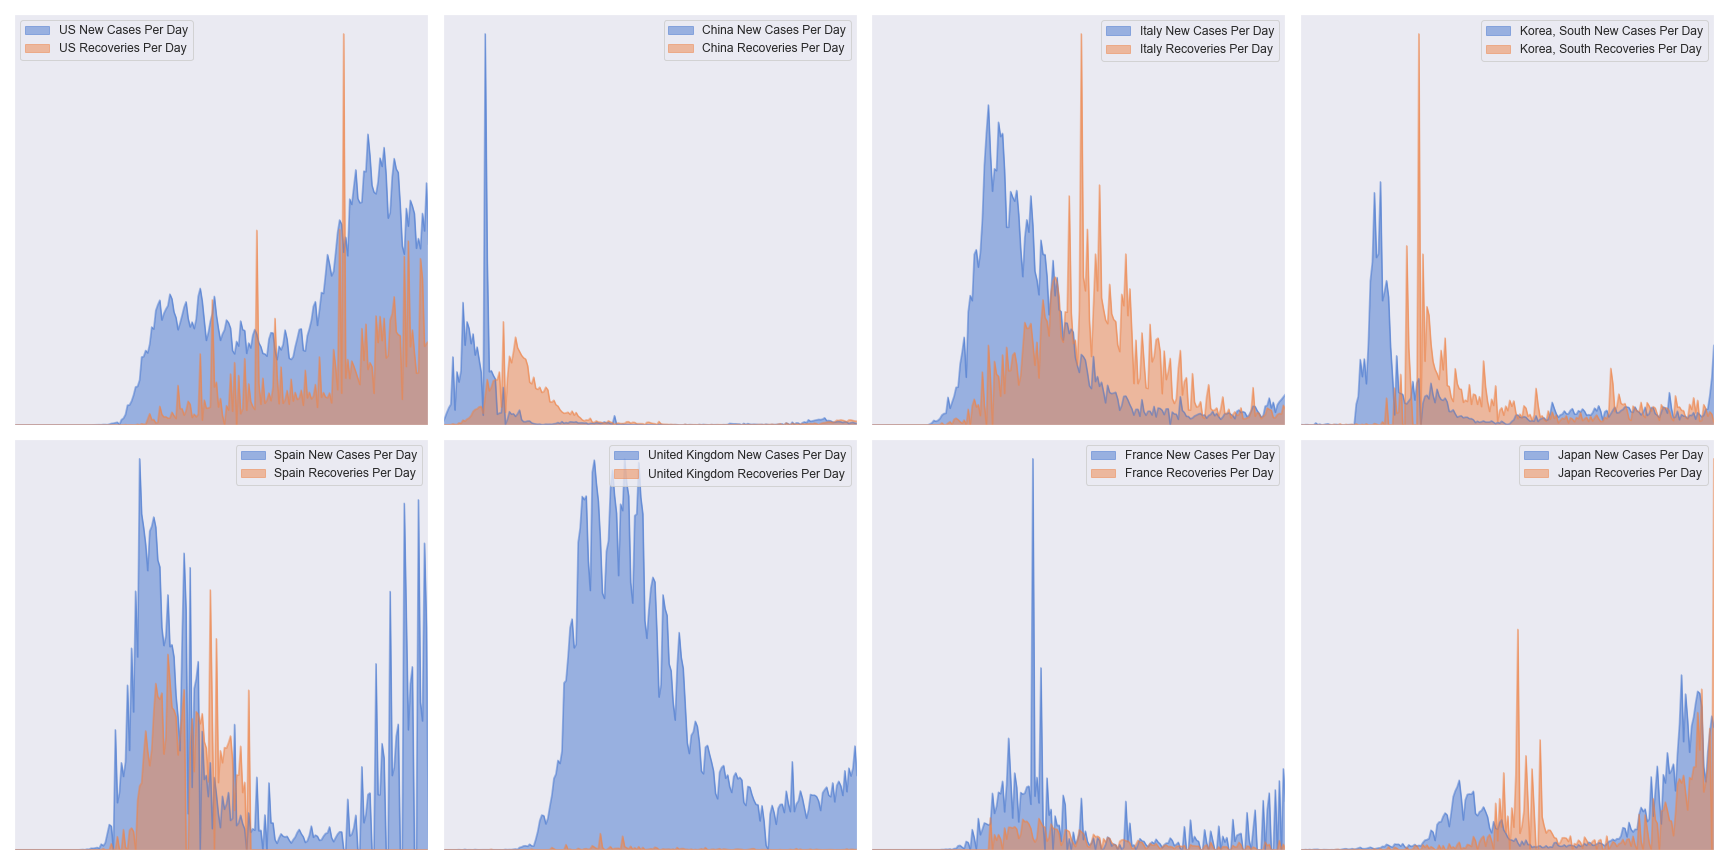 US New Cases Per Day
US Recoveries Per Day
China New Cases Per Day
China Recoveries Per Day
Italy New Cases Per Day
Italy Recoveries Per Day
Korea, South New Cases Per Day
Korea, South Recoveries Per Day
Spain New Cases Per Day
Spain Recoveries Per Day
United Kingdom New Cases Per Day
United Kingdom Recoveries Per Day
France New Cases Per Day
France Recoveries Per Day
Japan New Cases Per Day
Japan Recoveries Per Day